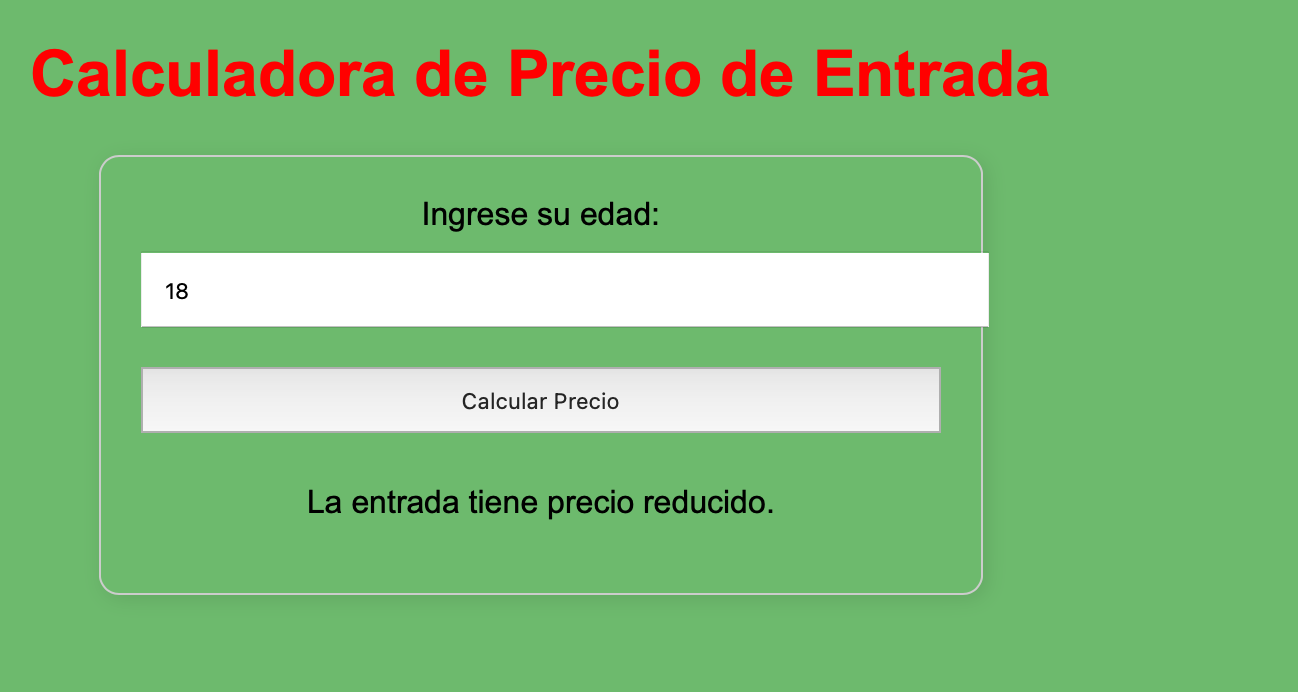 Calculadora de Precio de Entrada
Ingrese su edad:
18
Calcular Precio
La entrada tiene precio reducido.